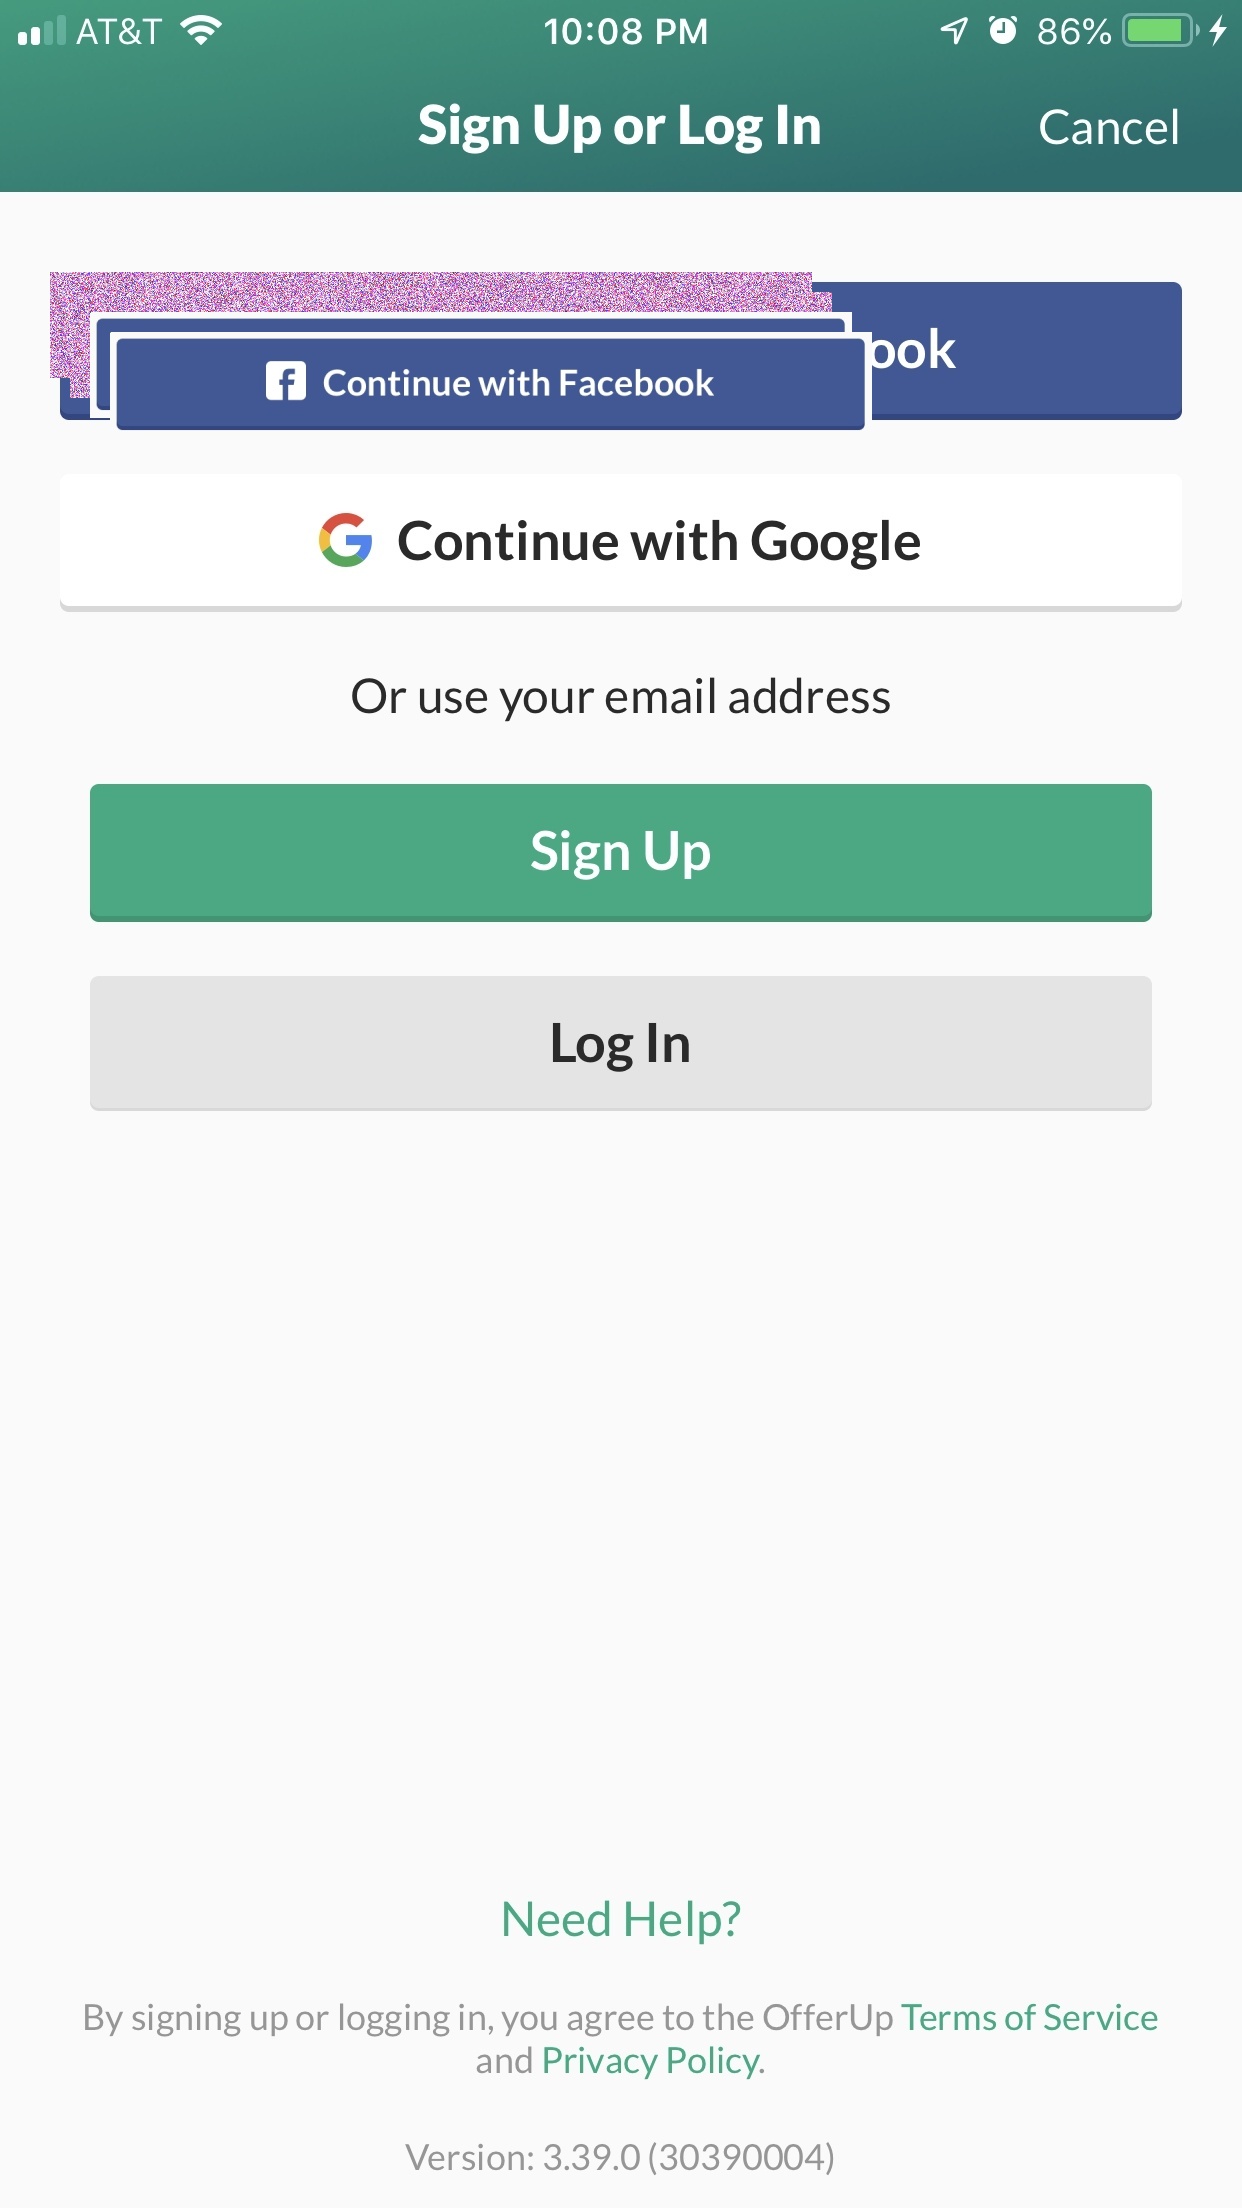 AT&T 10:08 PM 86%
Sign Up or Log In Cancel
ook
Continue with Facebook
Continue with Google
Or use your email address
Sign Up
Log In
Need Help?
By signing up or logging in, you agree to the OfferUp Terms of Service
and Privacy Policy.
Version: 3.39.0 (30390004)